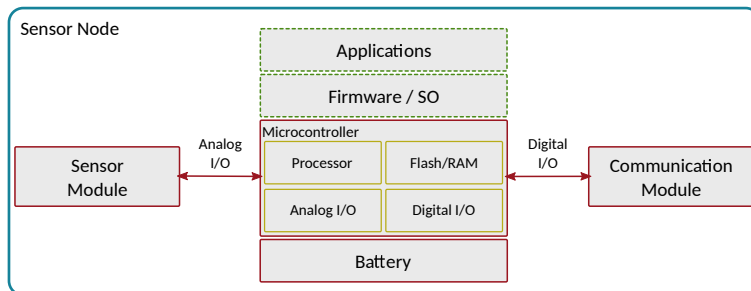 Sensor Node
Applications
Firmware / SO
Microcontroller
Processor
Flash/RAM
Analog I/O
Digital I/O
Battery
Analog
I/O
Sensor
Module
Digital
I/O
Communication
Module